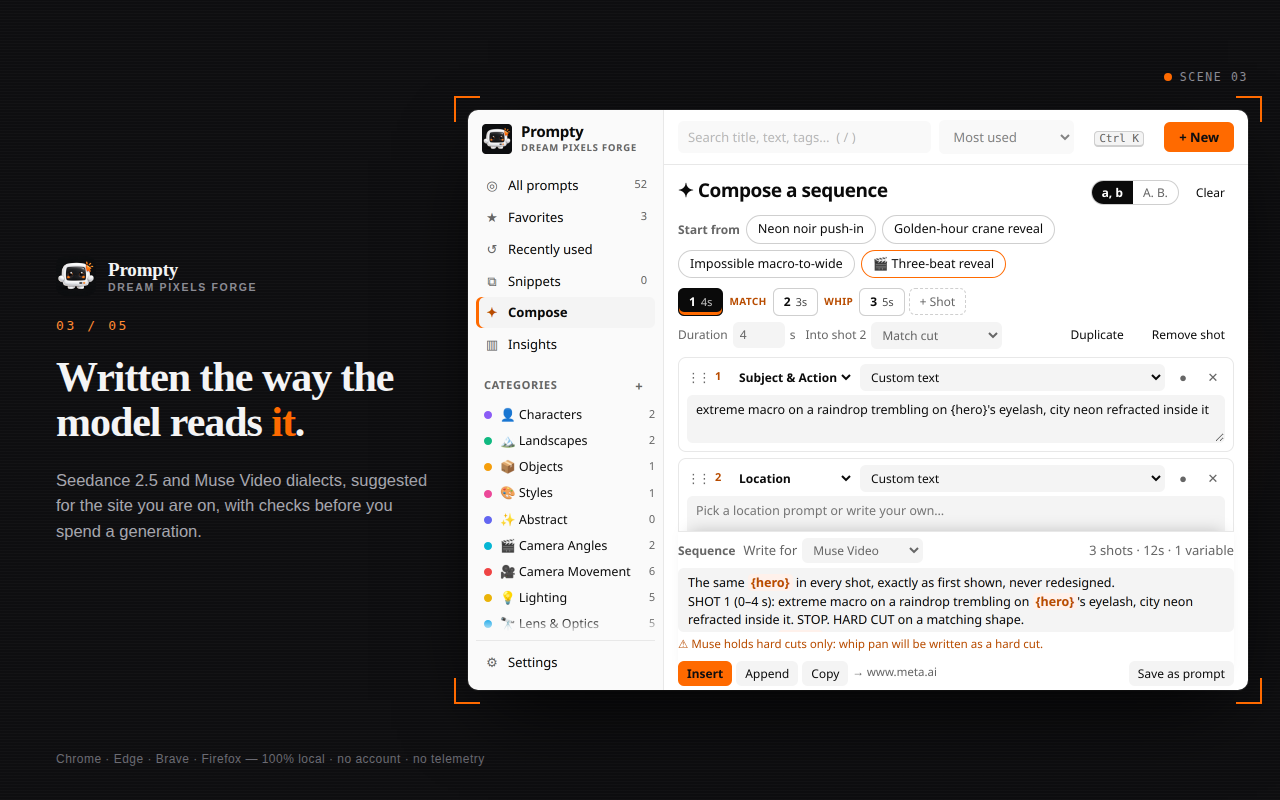 SCENE 03
Prompty
DREAM PIXELS FORGE
03 / 05
Written the way the
model reads it.
Seedance 2.5 and Muse Video dialects, suggested
for the site you are on, with checks before you
spend a generation.
Chrome · Edge · Brave · Firefox — 100% local · no account · no telemetry
Prompty
DREAM PIXELS FORGE
All prompts 52
Favorites 3
Recently used
Snippets 0
Compose
Insights
CATEGORIES +
Characters 2
Landscapes 2
Objects 1
Styles 1
Abstract 0
Camera Angles 2
Camera Movement 6
Lighting 5
Lens & Optics 5
Settings
Search title, text, tags... ( / )
Most used
Ctrl K
+ New
✦ Compose a sequence
a, b A. B. Clear
Start from Neon noir push-in Golden-hour crane reveal
Impossible macro-to-wide 🎬 Three-beat reveal
1 4s MATCH 2 3s WHIP 3 5s + Shot
Duration 4 s Into shot 2 Match cut Duplicate Remove shot
1 Subject & Action Custom text ● ✕
extreme macro on a raindrop trembling on {hero}'s eyelash, city neon refracted inside it
2 Location Custom text ● ✕
Pick a location prompt or write your own...
Sequence Write for Muse Video 3 shots · 12s · 1 variable
The same {hero} in every shot, exactly as first shown, never redesigned.
SHOT 1 (0–4 s): extreme macro on a raindrop trembling on {hero} 's eyelash, city neon
refracted inside it. STOP. HARD CUT on a matching shape.
⚠ Muse holds hard cuts only: whip pan will be written as a hard cut.
Insert Append Copy → www.meta.ai Save as prompt